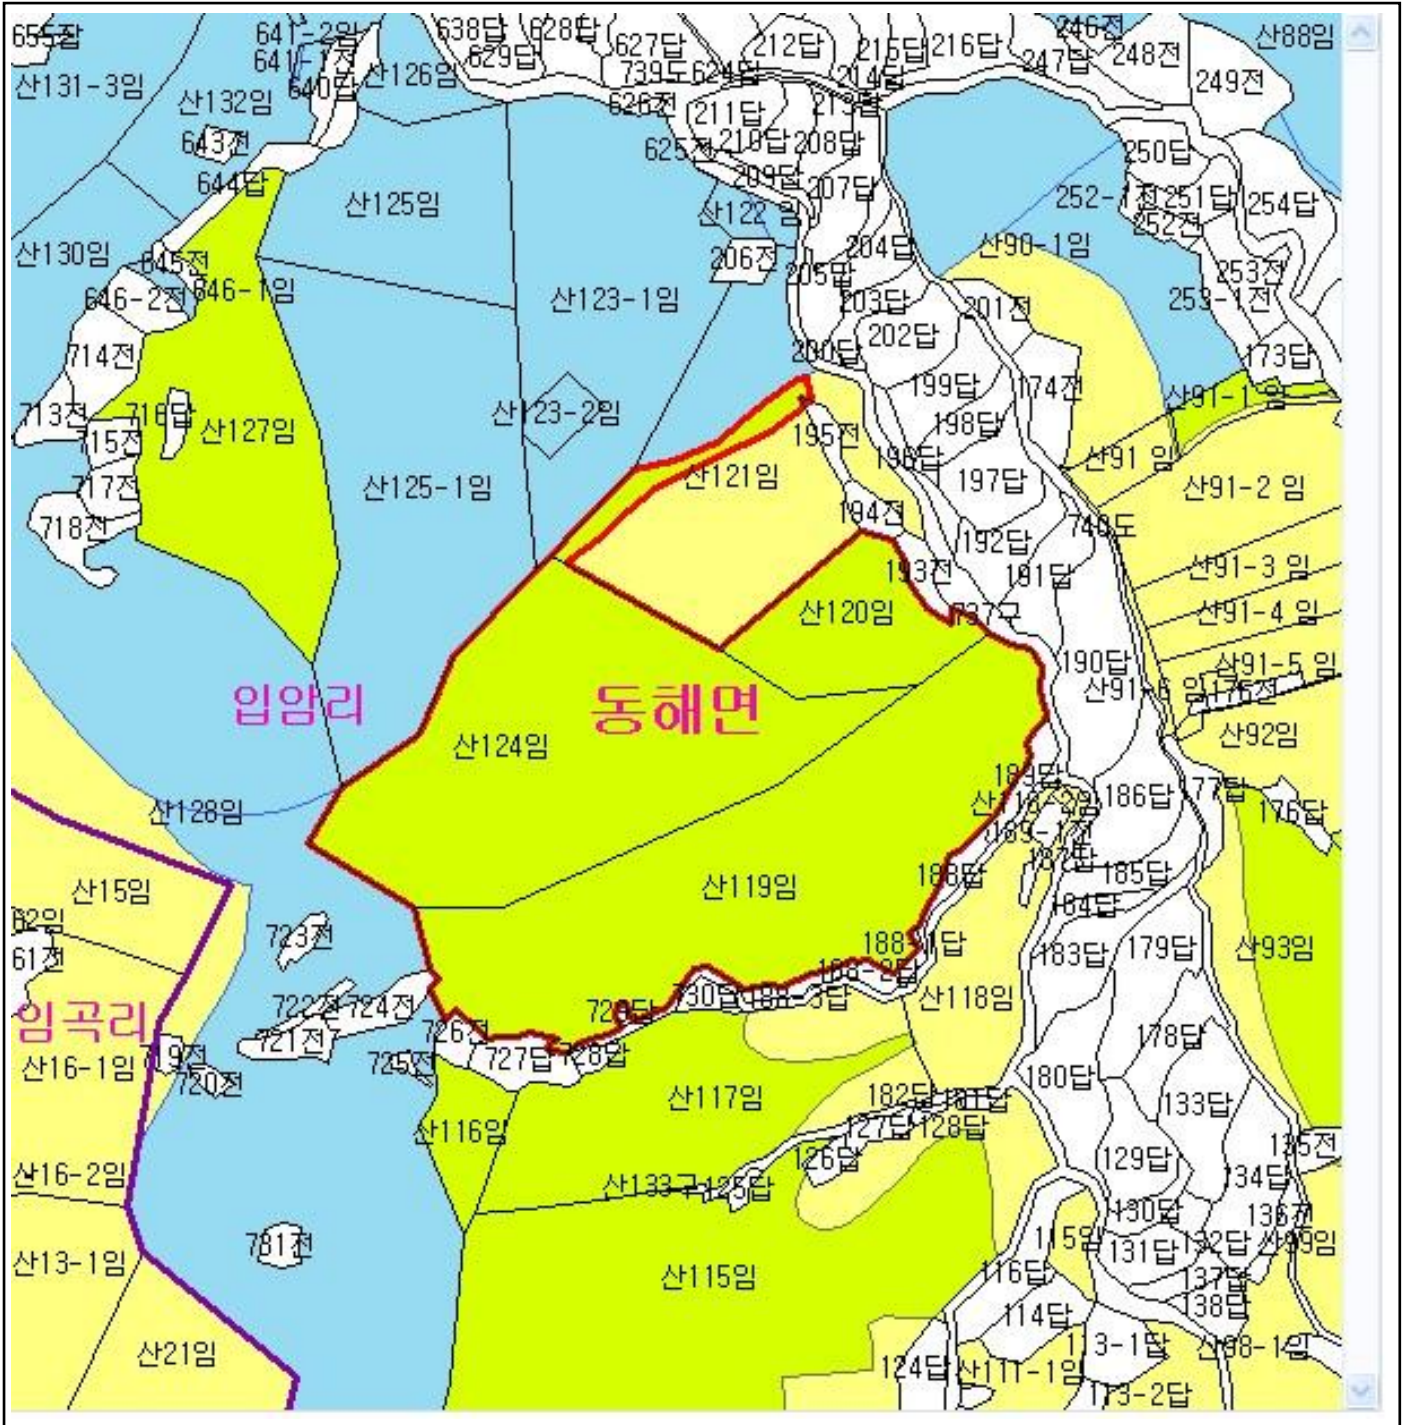 638답
628답
641-2임
246전
산88임
627답
212답
215답
216답
629답
641-1전
248전
247답
산126임
739도
624답
214답
249전
산131-3임
640답
산132임
626전
211답
213답
643전
625전
210답
208답
250답
644답
209답
207답
252-1전
251답
254답
산125임
산122 임
252전
산130임
645전
206전
204답
산90-1임
253전
205답
646-2전
646-1임
산123-1임
203답
201전
253-1전
202답
714전
200답
173답
199답
174전
산91-1 임
713전
716답
산123-2임
198답
산127임
195전
715전
196답
산91 임
산121임
197답
717전
산125-1임
산91-2 임
718전
194전
740도
192답
193전
191답
산91-3 임
산120임
737구
산91-4 임
190답
산91-5 임
산91-6 임
175전
입암리
동해면
산124임
산92임
189답
177답
186답
산128임
176답
187답
185답
188답
산15임
산119임
184답
62임
723전
188-1답
183답
179답
산93임
61전
188-2답
722전
724전
730답
188-3답
산118임
임곡리
726전
721전
178답
719전
725전
727답
728답
산16-1임
720전
180답
182답
181답
산117임
133답
산116임
127답
128답
135전
126답
129답
산16-2임
산133구
125답
134답
130답
136전
781전
115임
131답
132답
산99임
산13-1임
산115임
116답
137답
138답
114답
산21임
113-1답
산98-1임
124답
산111-1임
113-2답